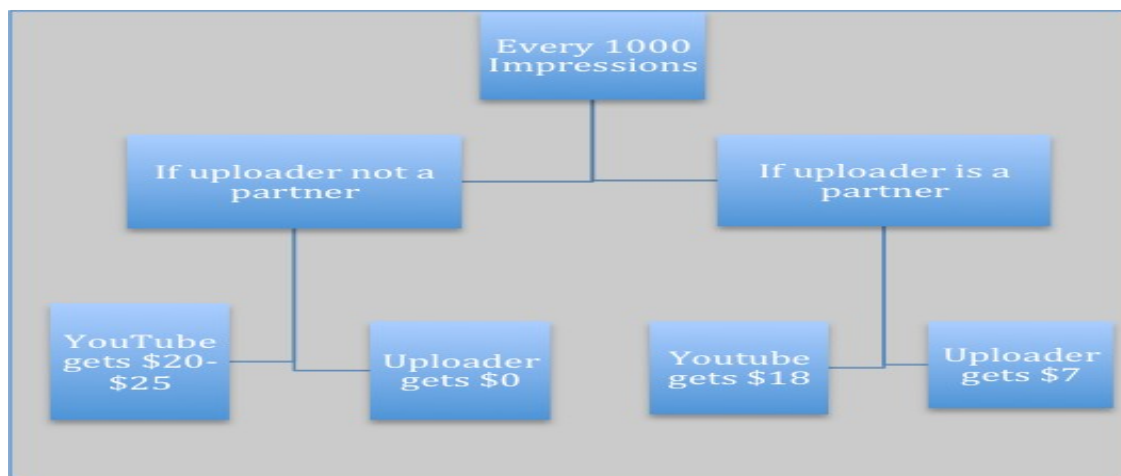 Every 1000
Impressions
If uploader not a
partner
If uploader is a
partner
YouTube
gets $20-
$25
Uploader
gets $0
Youtube
gets $18
Uploader
gets $7